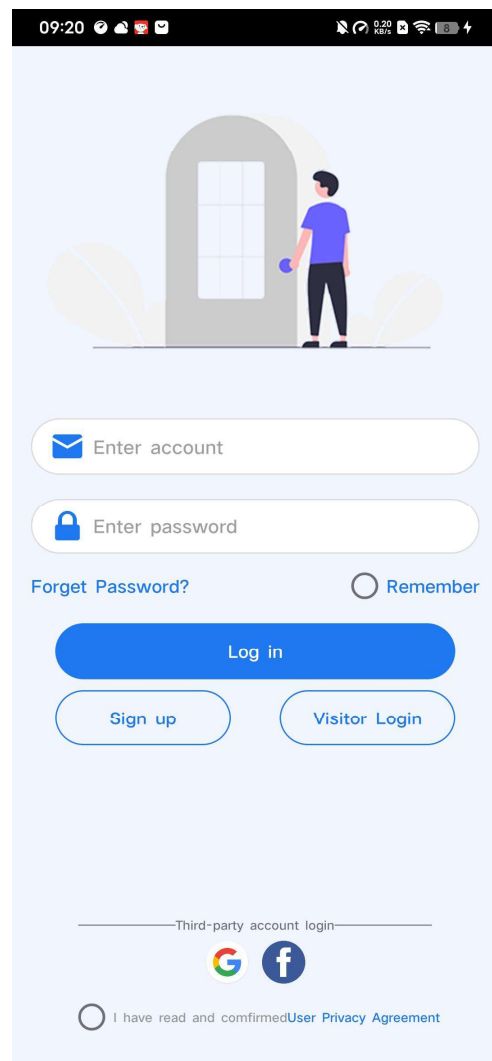 09:20 0.20 KB/s 8
Enter account
Enter password
Forget Password? Remember
Log in
Sign up Visitor Login
Third-party account login
G f
I have read and comfirmedUser Privacy Agreement